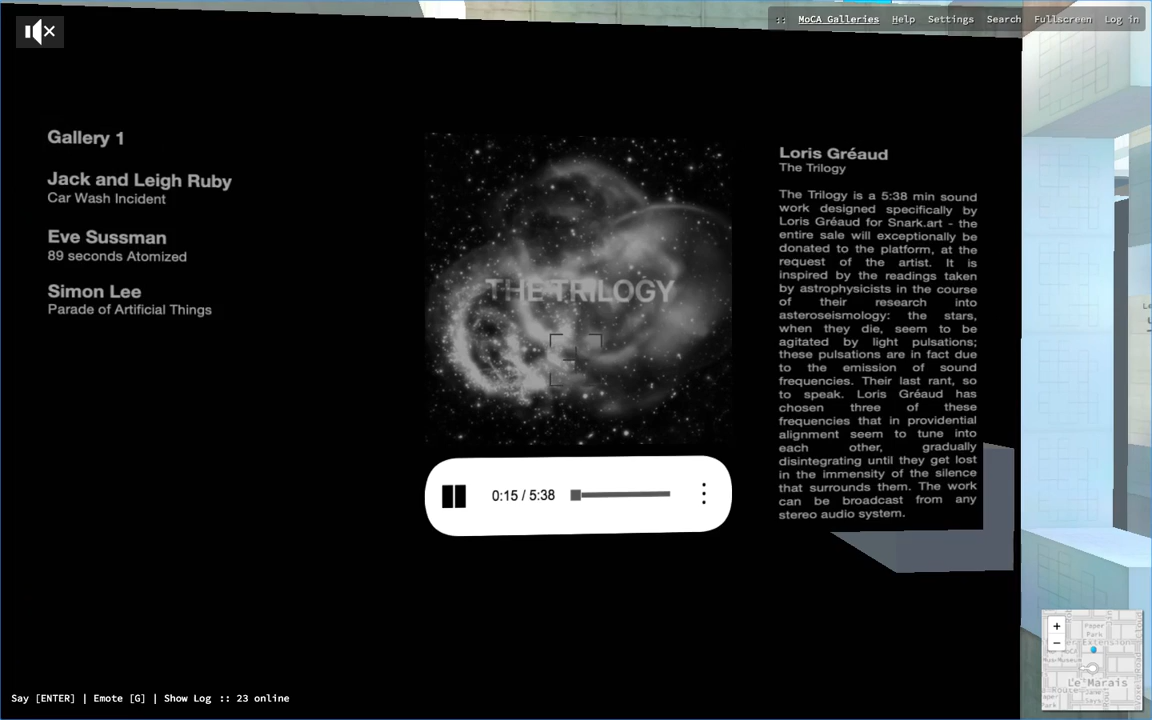 :: MoCA Galleries Help Settings Search Fullscreen Log in
Gallery 1
Jack and Leigh Ruby
Car Wash Incident
Eve Sussman
89 seconds Atomized
Simon Lee
Parade of Artificial Things
THE TRILOGY
0:15 / 5:38
Loris Gréaud
The Trilogy
The Trilogy is a 5:38 min sound
work designed specifically by
Loris Gréaud for Snark.art - the
entire sale will exceptionally be
donated to the platform, at the
request of the artist. It is
inspired by the readings taken
by astrophysicists in the course
of their research into
asteroseismology: the stars,
when they die, seem to be
agitated by light pulsations;
these pulsations are in fact due
to the emission of sound
frequencies. Their last rant, so
to speak. Loris Gréaud has
chosen three of these
frequencies that in providential
alignment seem to tune into
each other, gradually
disintegrating until they get lost
in the immensity of the silence
that surrounds them. The work
can be broadcast from any
stereo audio system.
+
−
Paper
Park
Le Marais
Say [ENTER] | Emote [G] | Show Log :: 23 online